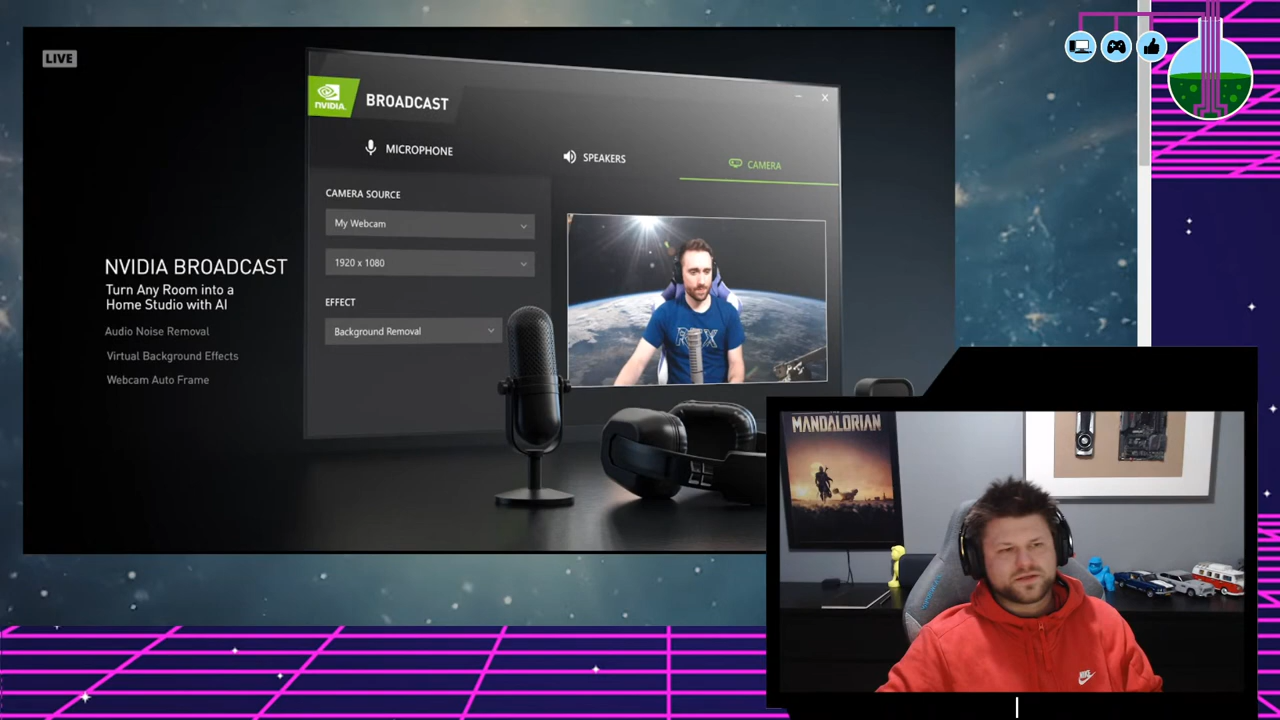 LIVE
NVIDIA
BROADCAST
MICROPHONE
SPEAKERS
CAMERA
CAMERA SOURCE
My Webcam
1920 x 1080
EFFECT
Background Removal
RTX
NVIDIA BROADCAST
Turn Any Room into a
Home Studio with AI
Audio Noise Removal
Virtual Background Effects
Webcam Auto Frame
MANDALORIAN